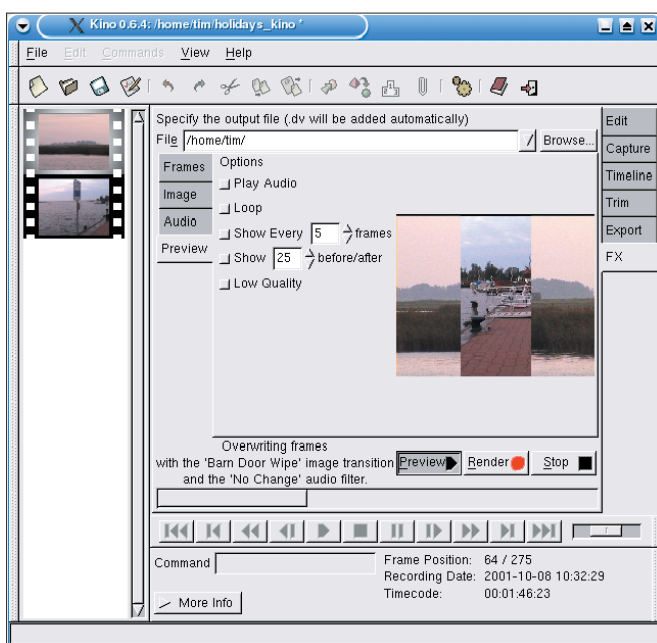 Kino 0.6.4: /home/tim/holidays_kino *
File Edit Commands View Help
Specify the output file (.dv will be added automatically)
File /home/tim/ / Browse...
Frames
Image
Audio
Preview
Options
Play Audio
Loop
Show Every 5 frames
Show 25 before/after
Low Quality
Edit
Capture
Timeline
Trim
Export
FX
Overwriting frames
with the 'Barn Door Wipe' image transition
and the 'No Change' audio filter.
Preview Render Stop
Command
More Info
Frame Position: 64 / 275
Recording Date: 2001-10-08 10:32:29
Timecode: 00:01:46:23